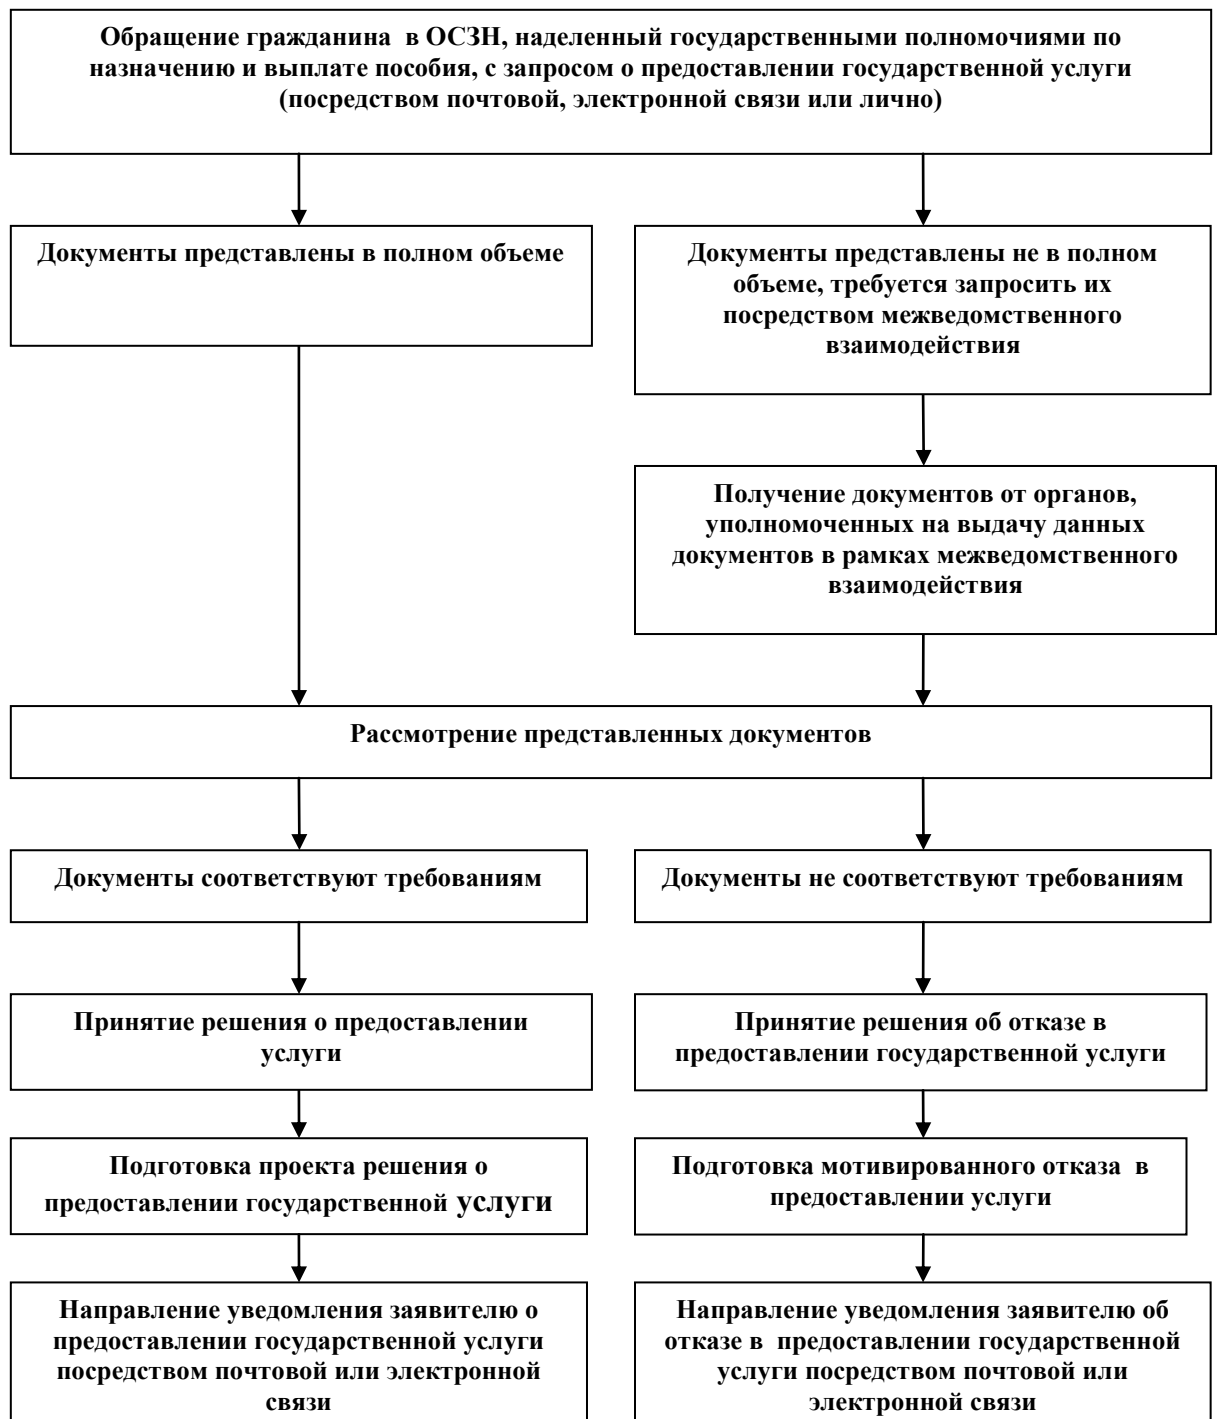 Обращение гражданина  в ОСЗН, наделенный государственными полномочиями по
назначению и выплате пособия, с запросом о предоставлении государственной услуги
(посредством почтовой, электронной связи или лично)
Документы представлены в полном объеме
Документы представлены не в полном
объеме, требуется запросить их
посредством межведомственного
взаимодействия
Получение документов от органов,
уполномоченных на выдачу данных
документов в рамках межведомственного
взаимодействия
Рассмотрение представленных документов
Документы соответствуют требованиям
Документы не соответствуют требованиям
Принятие решения о предоставлении
услуги
Принятие решения об отказе в
предоставлении государственной услуги
Подготовка проекта решения о
предоставлении государственной услуги
Подготовка мотивированного отказа  в
предоставлении услуги
Направление уведомления заявителю о
предоставлении государственной услуги
посредством почтовой или электронной
связи
Направление уведомления заявителю об
отказе в  предоставлении государственной
услуги посредством почтовой или
электронной связи